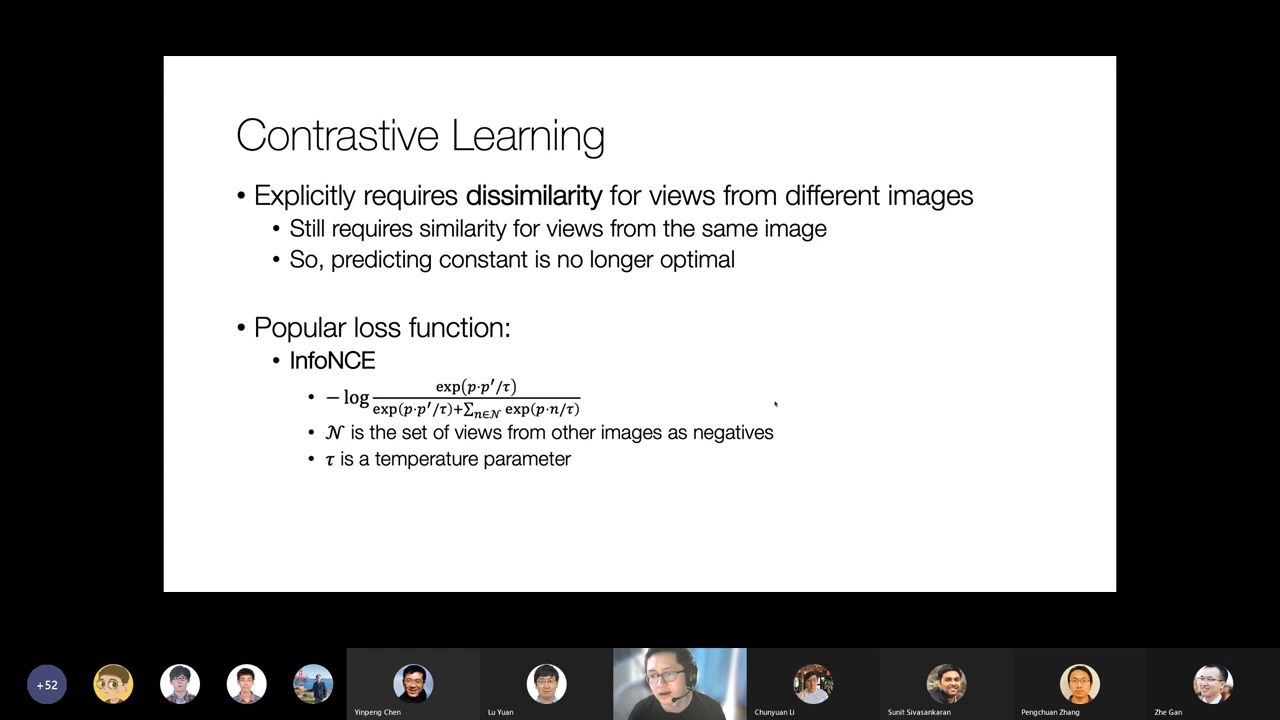 Contrastive Learning
• Explicitly requires dissimilarity for views from different images
• Still requires similarity for views from the same image
• So, predicting constant is no longer optimal
• Popular loss function:
• InfoNCE
• − log exp(p·p′/τ) / exp(p·p′/τ)+∑n∈𝒩 exp(p·n/τ)
• 𝒩 is the set of views from other images as negatives
• τ is a temperature parameter
+52
Yinpeng Chen
Lu Yuan
Chunyuan Li
Sunit Sivasankaran
Pengchuan Zhang
Zhe Gan